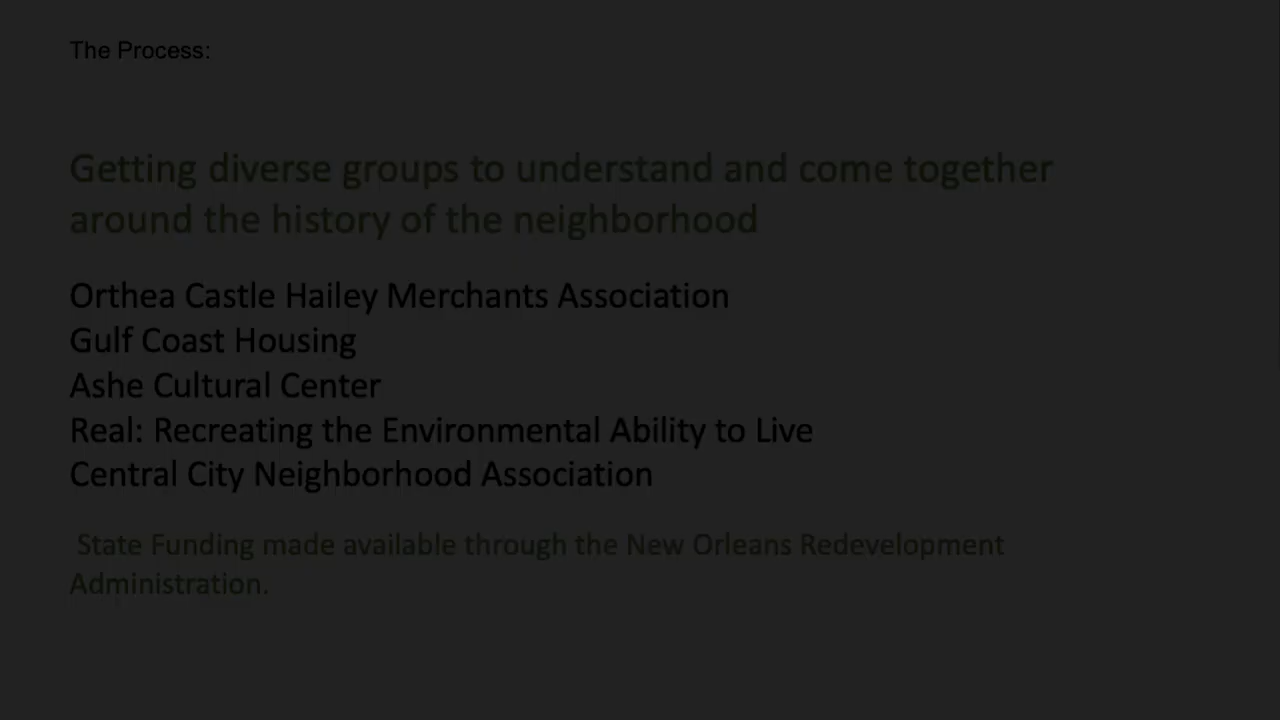 The Process:
Getting diverse groups to understand and come together
around the history of the neighborhood
Orthea Castle Hailey Merchants Association
Gulf Coast Housing
Ashe Cultural Center
Real: Recreating the Environmental Ability to Live
Central City Neighborhood Association
State Funding made available through the New Orleans Redevelopment
Administration.